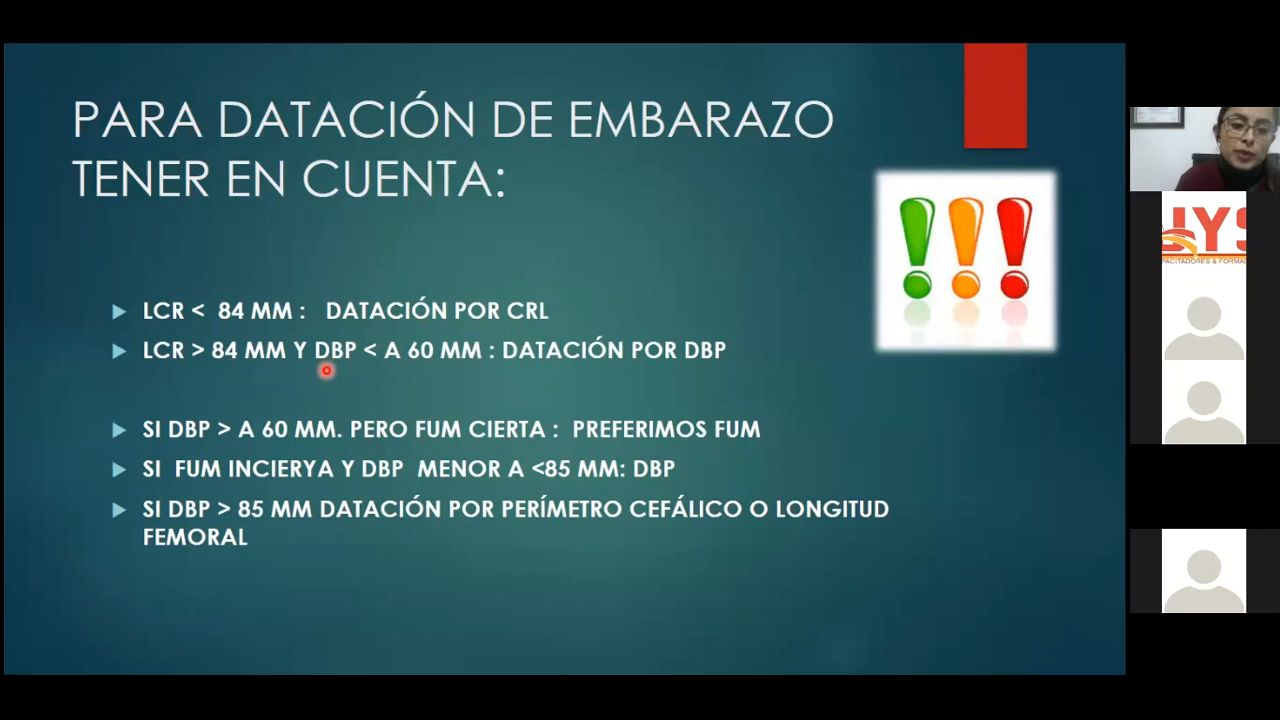 PARA DATACIÓN DE EMBARAZO
TENER EN CUENTA:
LCR < 84 MM : DATACIÓN POR CRL
LCR > 84 MM Y DBP < A 60 MM : DATACIÓN POR DBP
SI DBP > A 60 MM. PERO FUM CIERTA : PREFERIMOS FUM
SI FUM INCIERYA Y DBP MENOR A <85 MM: DBP
SI DBP > 85 MM DATACIÓN POR PERÍMETRO CEFÁLICO O LONGITUD
FEMORAL